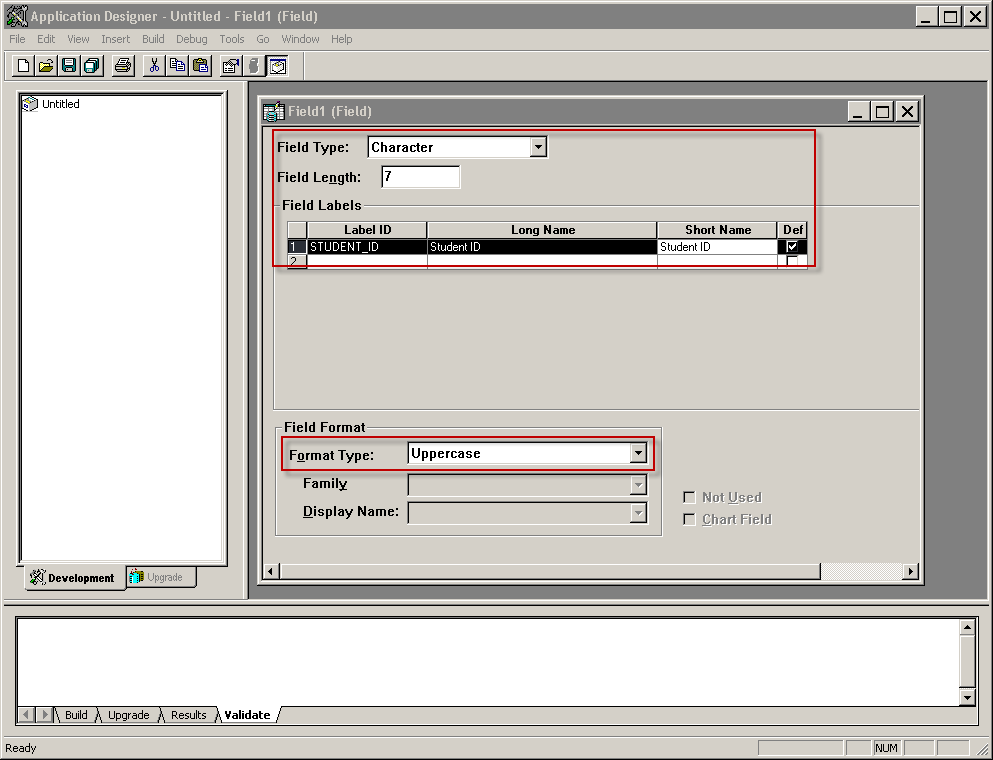 Application Designer - Untitled - Field1 (Field)
File Edit View Insert Build Debug Tools Go Window Help
Untitled
Field1 (Field)
Field Type: Character
Field Length: 7
Field Labels
Label ID Long Name Short Name Def
1 STUDENT_ID Student ID Student ID
2
Field Format
Format Type: Uppercase
Family
Display Name:
Not Used
Chart Field
Development Upgrade
Build Upgrade Results Validate
Ready NUM